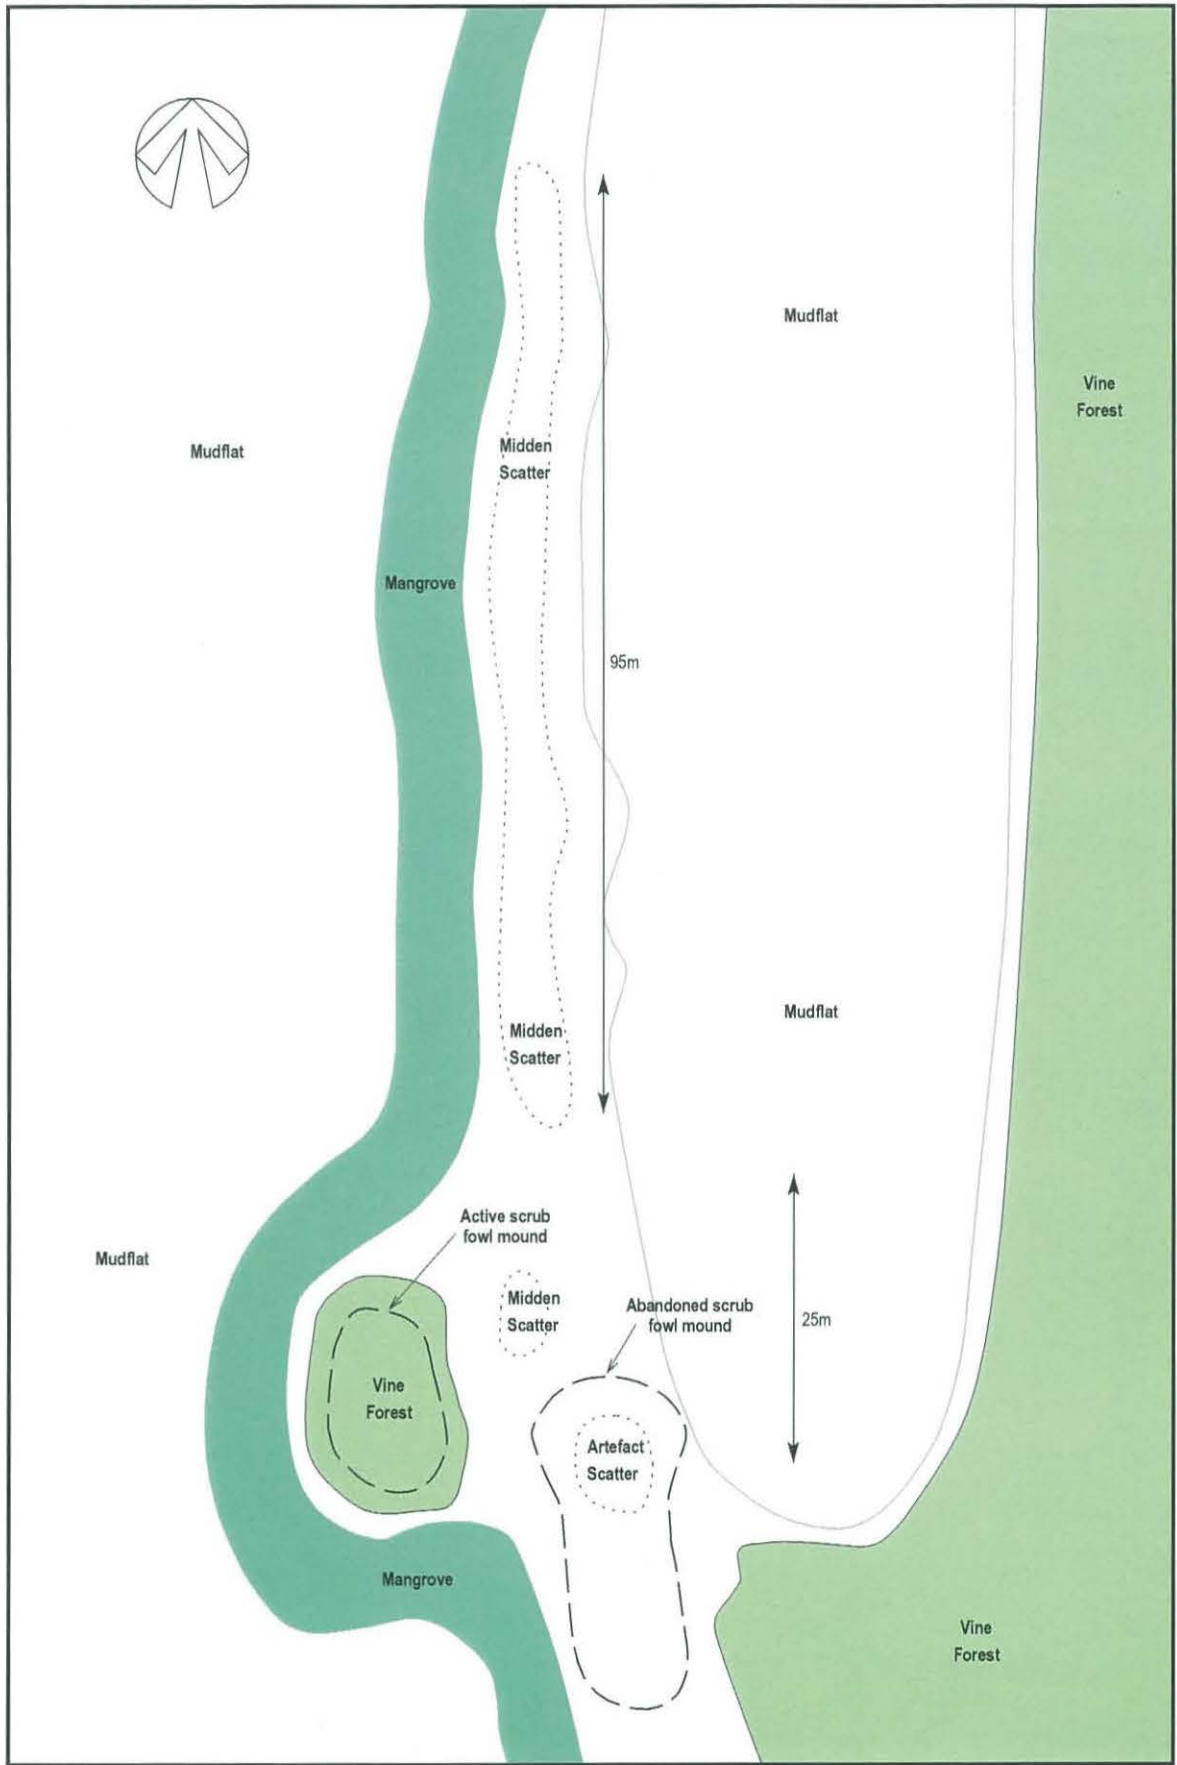 Mudflat
Vine
Forest
Midden
Scatter
Mudflat
Mangrove
95m
Mudflat
Midden
Scatter
Active scrub
fowl mound
Mudflat
Midden
Scatter
Abandoned scrub
fowl mound
25m
Vine
Forest
Artefact
Scatter
Mangrove
Vine
Forest